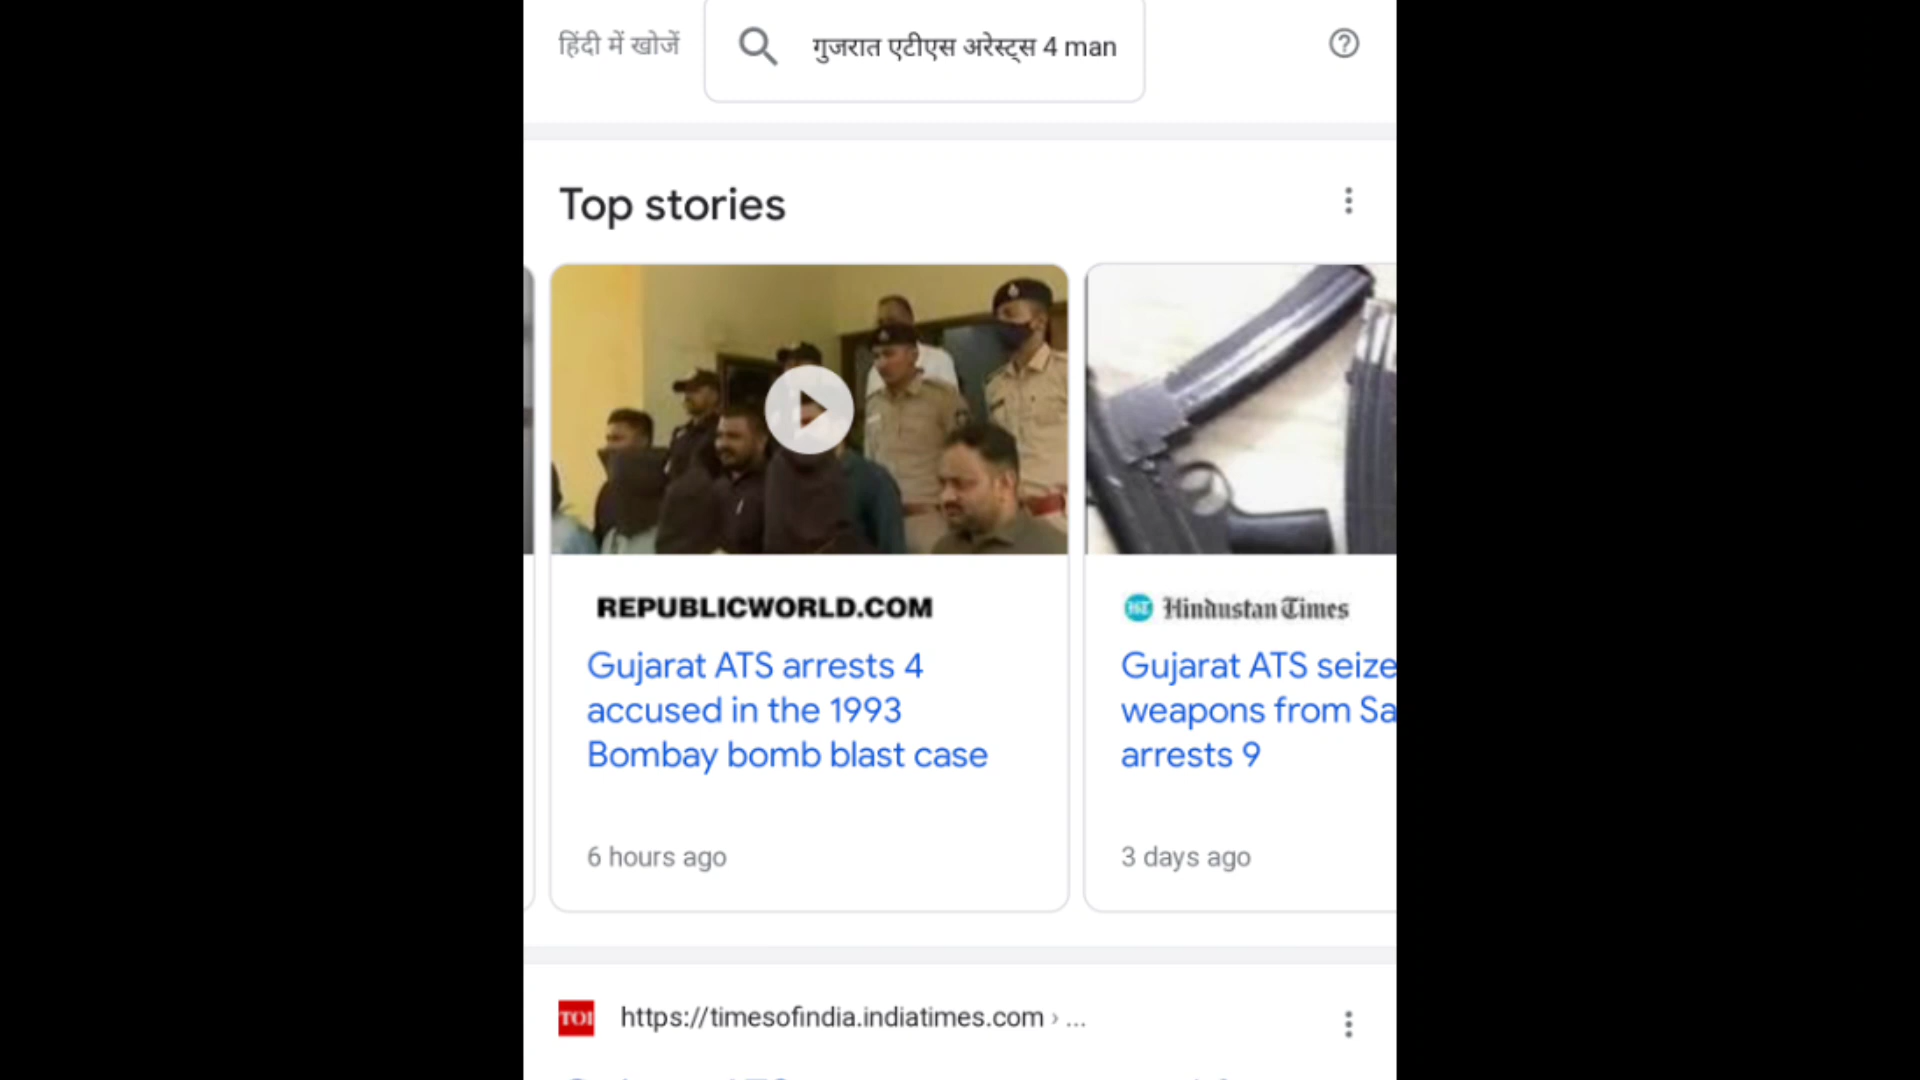 हिंदी में खोजें
गुजरात एटीएस अरेस्ट्स 4 man
Top stories
REPUBLICWORLD.COM
Gujarat ATS arrests 4
accused in the 1993
Bombay bomb blast case
6 hours ago
HT Hindustan Times
Gujarat ATS seize
weapons from Sa
arrests 9
3 days ago
TOI https://timesofindia.indiatimes.com › ...